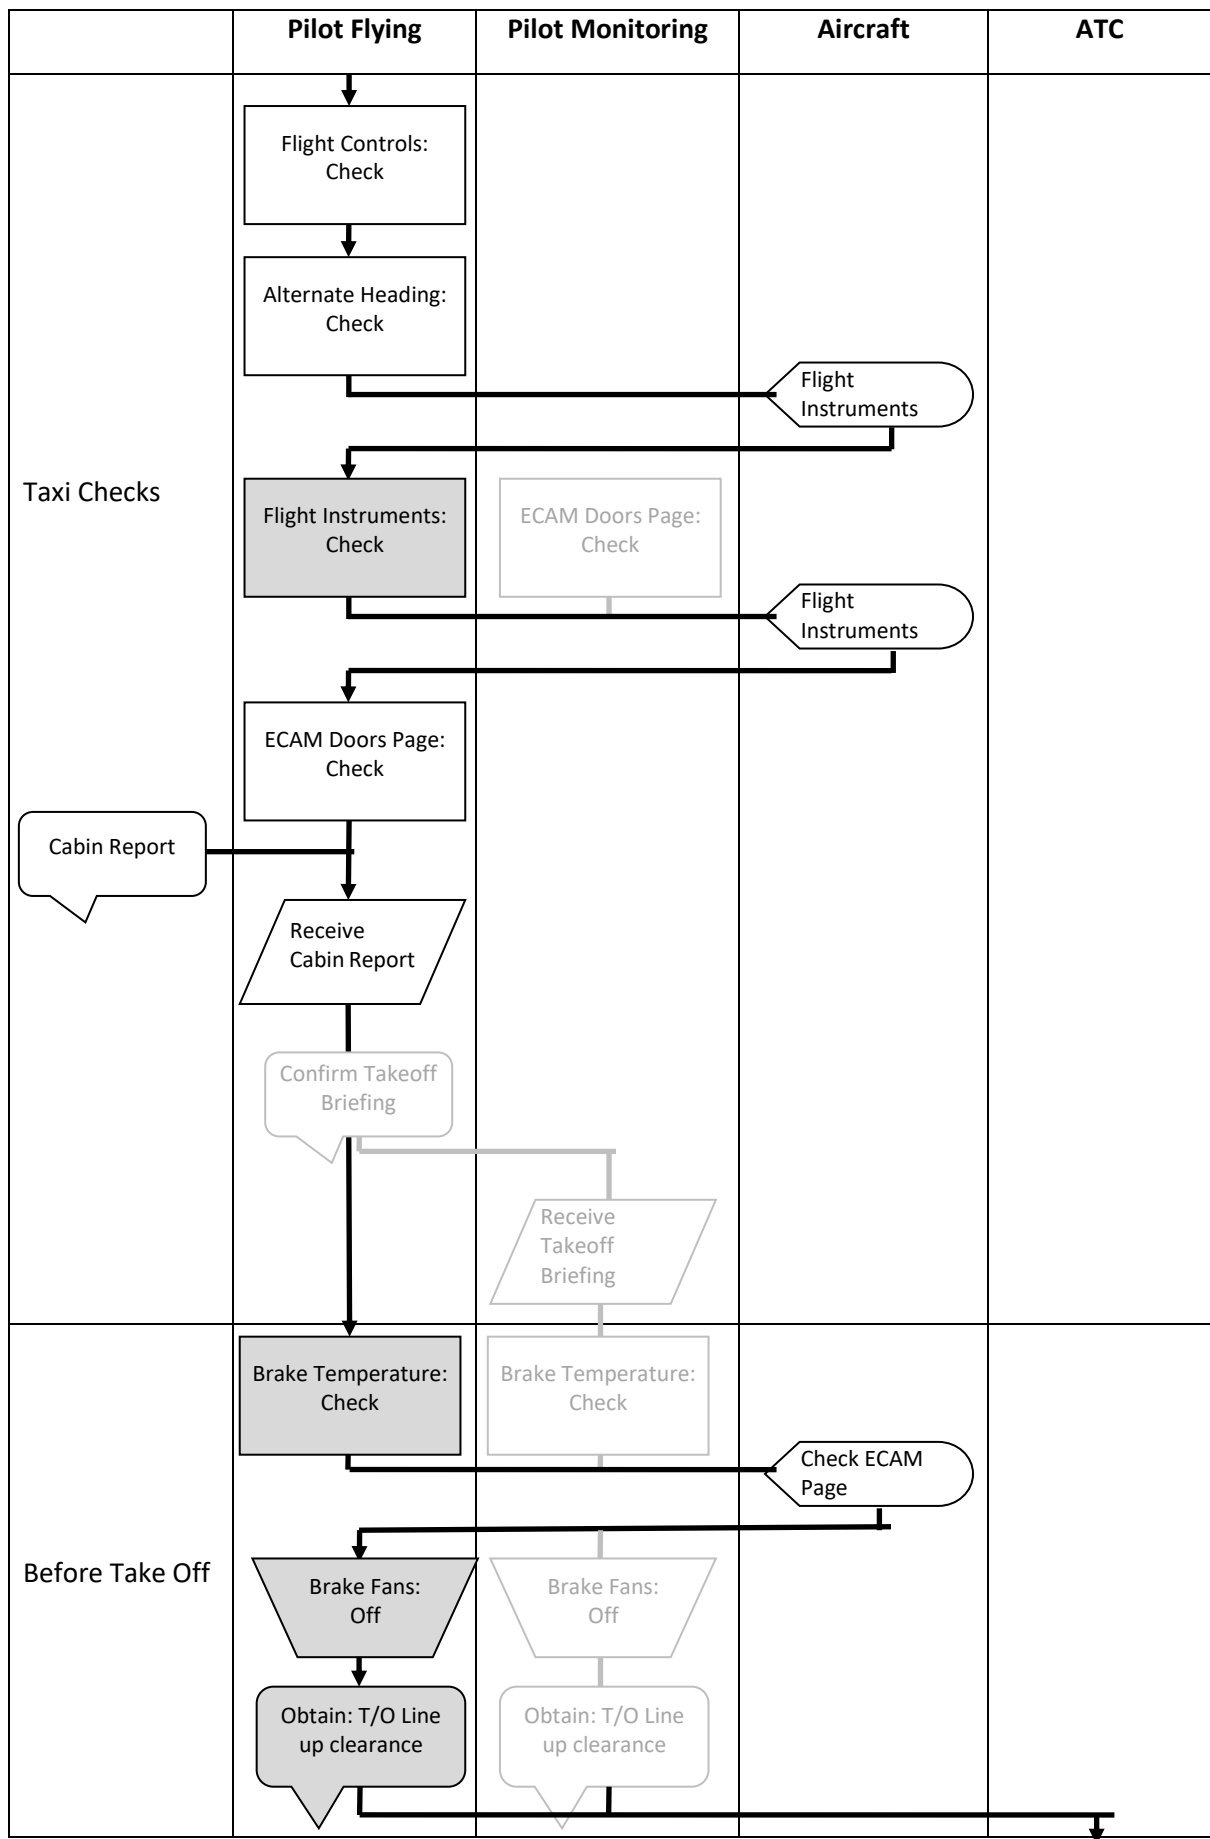 Pilot Flying
Pilot Monitoring
Aircraft
ATC
Flight Controls:
Check
Alternate Heading:
Check
Flight
Instruments
Taxi Checks
Flight Instruments:
Check
ECAM Doors Page:
Check
Flight
Instruments
ECAM Doors Page:
Check
Cabin Report
Receive
Cabin Report
Confirm Takeoff
Briefing
Receive
Takeoff
Briefing
Brake Temperature:
Check
Brake Temperature:
Check
Check ECAM
Page
Before Take Off
Brake Fans:
Off
Brake Fans:
Off
Obtain: T/O Line
up clearance
Obtain: T/O Line
up clearance